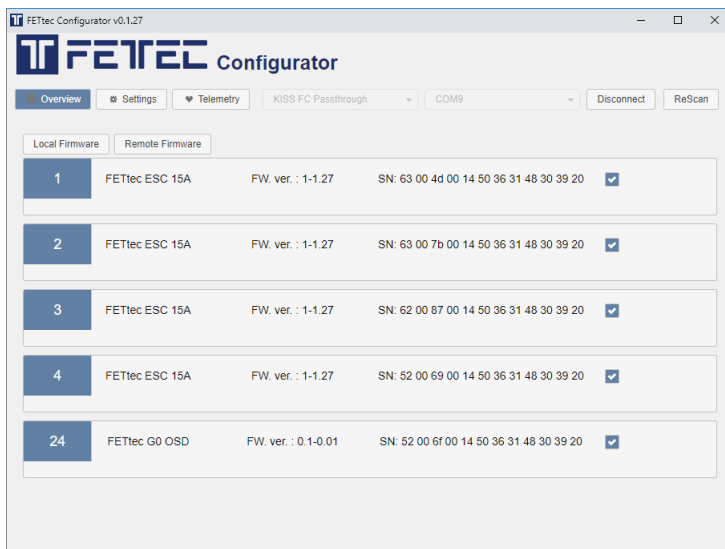 FETtec Configurator v0.1.27
FETTEC Configurator
Overview Settings Telemetry KISS FC Passthrough COM9 Disconnect ReScan
Local Firmware Remote Firmware
1 FETtec ESC 15A FW. ver. : 1-1.27 SN: 63 00 4d 00 14 50 36 31 48 30 39 20
2 FETtec ESC 15A FW. ver. : 1-1.27 SN: 63 00 7b 00 14 50 36 31 48 30 39 20
3 FETtec ESC 15A FW. ver. : 1-1.27 SN: 62 00 87 00 14 50 36 31 48 30 39 20
4 FETtec ESC 15A FW. ver. : 1-1.27 SN: 52 00 69 00 14 50 36 31 48 30 39 20
24 FETtec G0 OSD FW. ver. : 0.1-0.01 SN: 52 00 6f 00 14 50 36 31 48 30 39 20